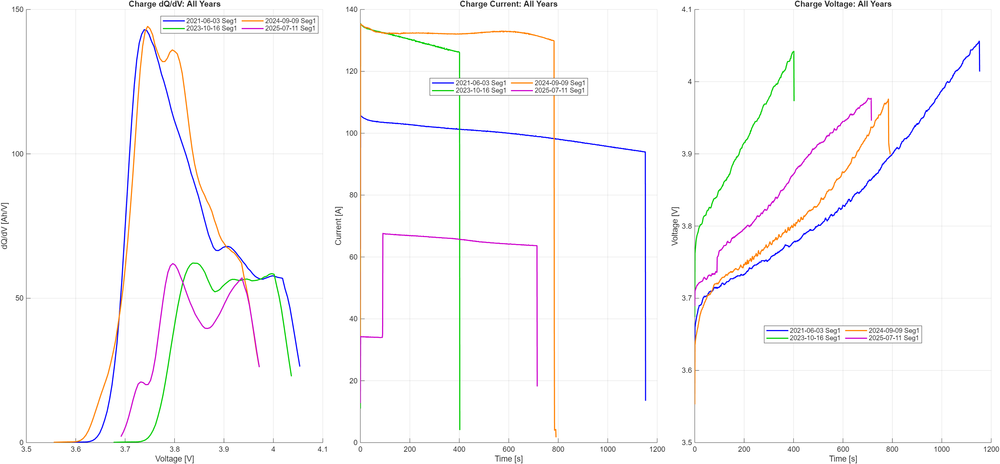 Charge dQ/dV: All Years
150
100
50
0
dQ/dV [Ah/V]
2021-06-03 Seg1 2024-09-09 Seg1
2023-10-16 Seg1 2025-07-11 Seg1
3.5 3.6 3.7 3.8 3.9 4 4.1
Voltage [V]
Charge Current: All Years
140
120
100
80
60
40
20
0
Current [A]
2021-06-03 Seg1 2024-09-09 Seg1
2023-10-16 Seg1 2025-07-11 Seg1
0 200 400 600 800 1000 1200
Time [s]
Charge Voltage: All Years
4.1
4
3.9
3.8
3.7
3.6
3.5
Voltage [V]
2021-06-03 Seg1 2024-09-09 Seg1
2023-10-16 Seg1 2025-07-11 Seg1
0 200 400 600 800 1000 1200
Time [s]